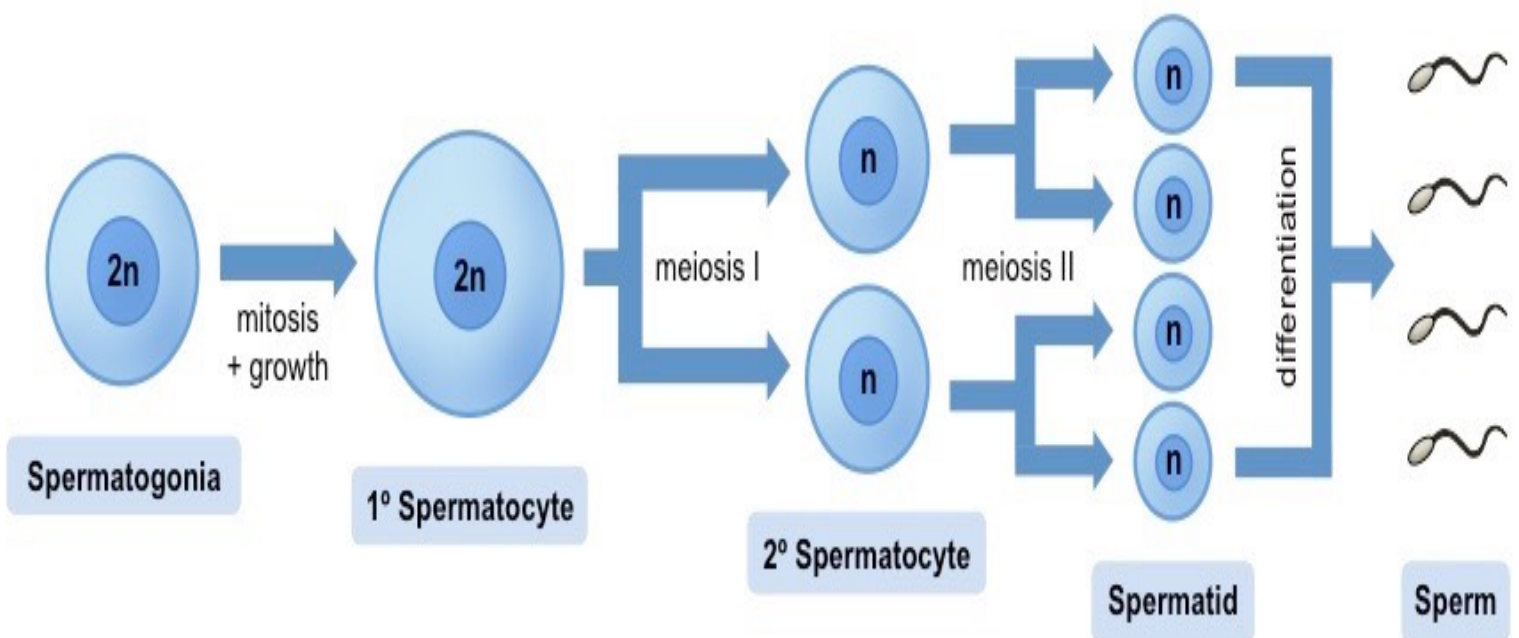 2n
mitosis
+ growth
Spermatogonia
2n
1º Spermatocyte
meiosis I
n
n
2º Spermatocyte
meiosis II
n
n
n
n
Spermatid
differentiation
Sperm